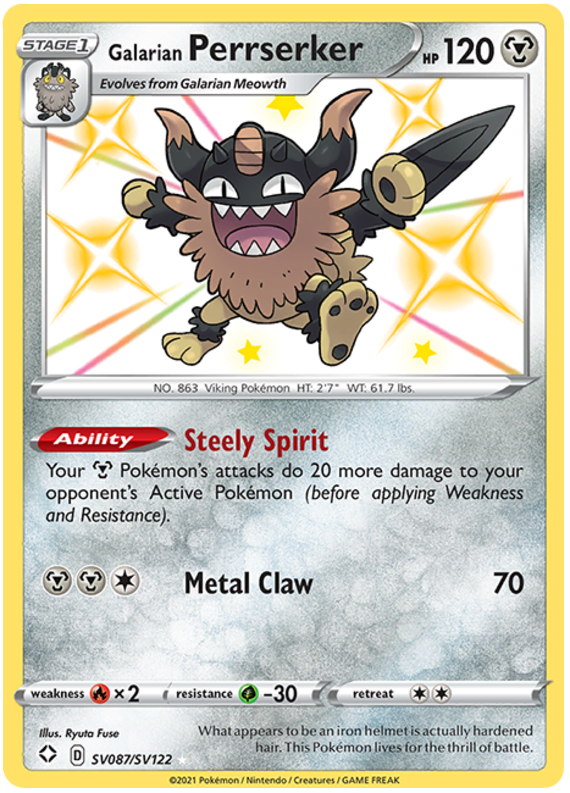 STAGE1
Galarian Perrserker
HP 120
Evolves from Galarian Meowth
NO. 863 Viking Pokémon HT: 2'7" WT: 61.7 lbs.
Ability Steely Spirit
Your Pokémon's attacks do 20 more damage to your
opponent's Active Pokémon (before applying Weakness
and Resistance).
Metal Claw 70
weakness ×2 resistance -30 retreat
Illus. Ryuta Fuse
What appears to be an iron helmet is actually hardened
hair. This Pokémon lives for the thrill of battle.
D SV087/SV122
©2021 Pokémon / Nintendo / Creatures / GAME FREAK